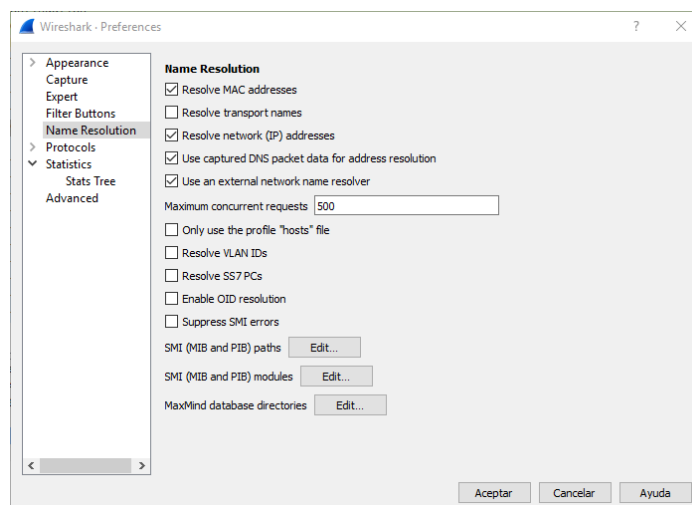 Wireshark · Preferences
Appearance
Capture
Expert
Filter Buttons
Name Resolution
Protocols
Statistics
Stats Tree
Advanced
Name Resolution
Resolve MAC addresses
Resolve transport names
Resolve network (IP) addresses
Use captured DNS packet data for address resolution
Use an external network name resolver
Maximum concurrent requests 500
Only use the profile "hosts" file
Resolve VLAN IDs
Resolve SS7 PCs
Enable OID resolution
Suppress SMI errors
SMI (MIB and PIB) paths Edit...
SMI (MIB and PIB) modules Edit...
MaxMind database directories Edit...
Aceptar Cancelar Ayuda